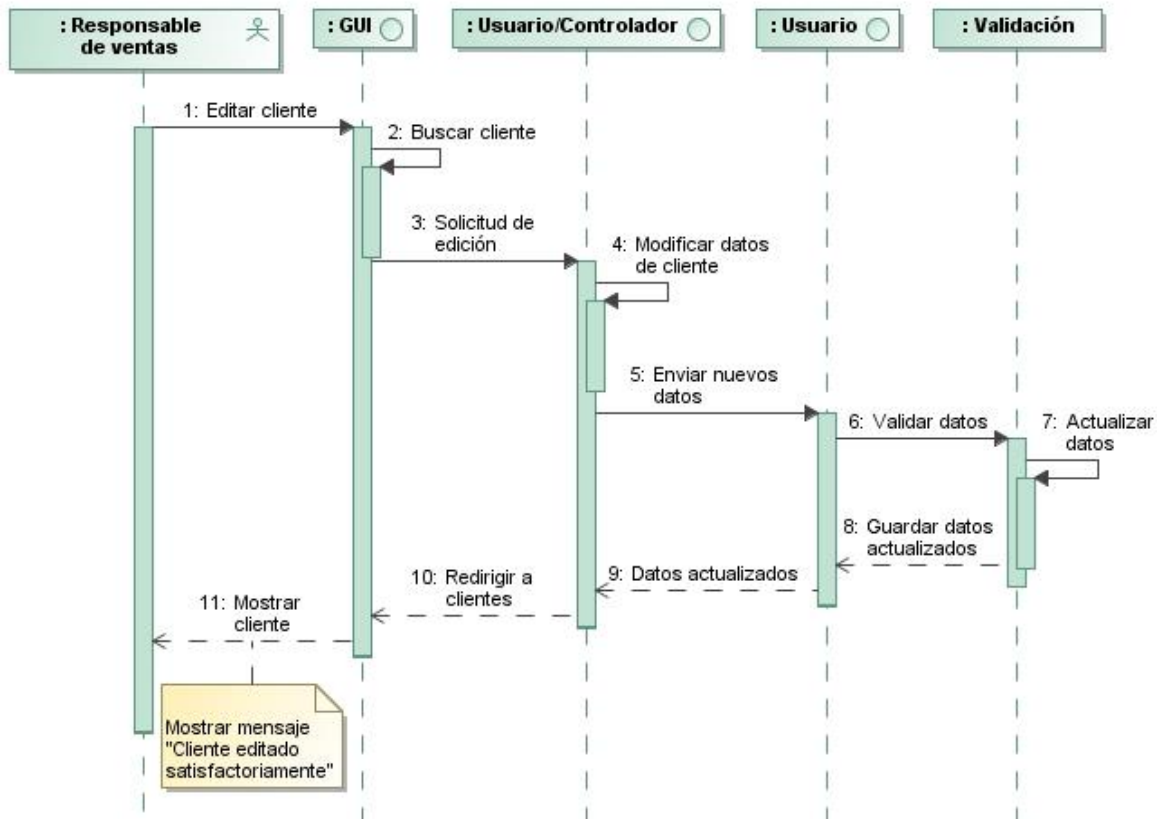 : Responsable
de ventas
: GUI
: Usuario/Controlador
: Usuario
: Validación
1: Editar cliente
2: Buscar cliente
3: Solicitud de
edición
4: Modificar datos
de cliente
5: Enviar nuevos
datos
6: Validar datos
7: Actualizar
datos
8: Guardar datos
actualizados
9: Datos actualizados
10: Redirigir a
clientes
11: Mostrar
cliente
Mostrar mensaje
"Cliente editado
satisfactoriamente"